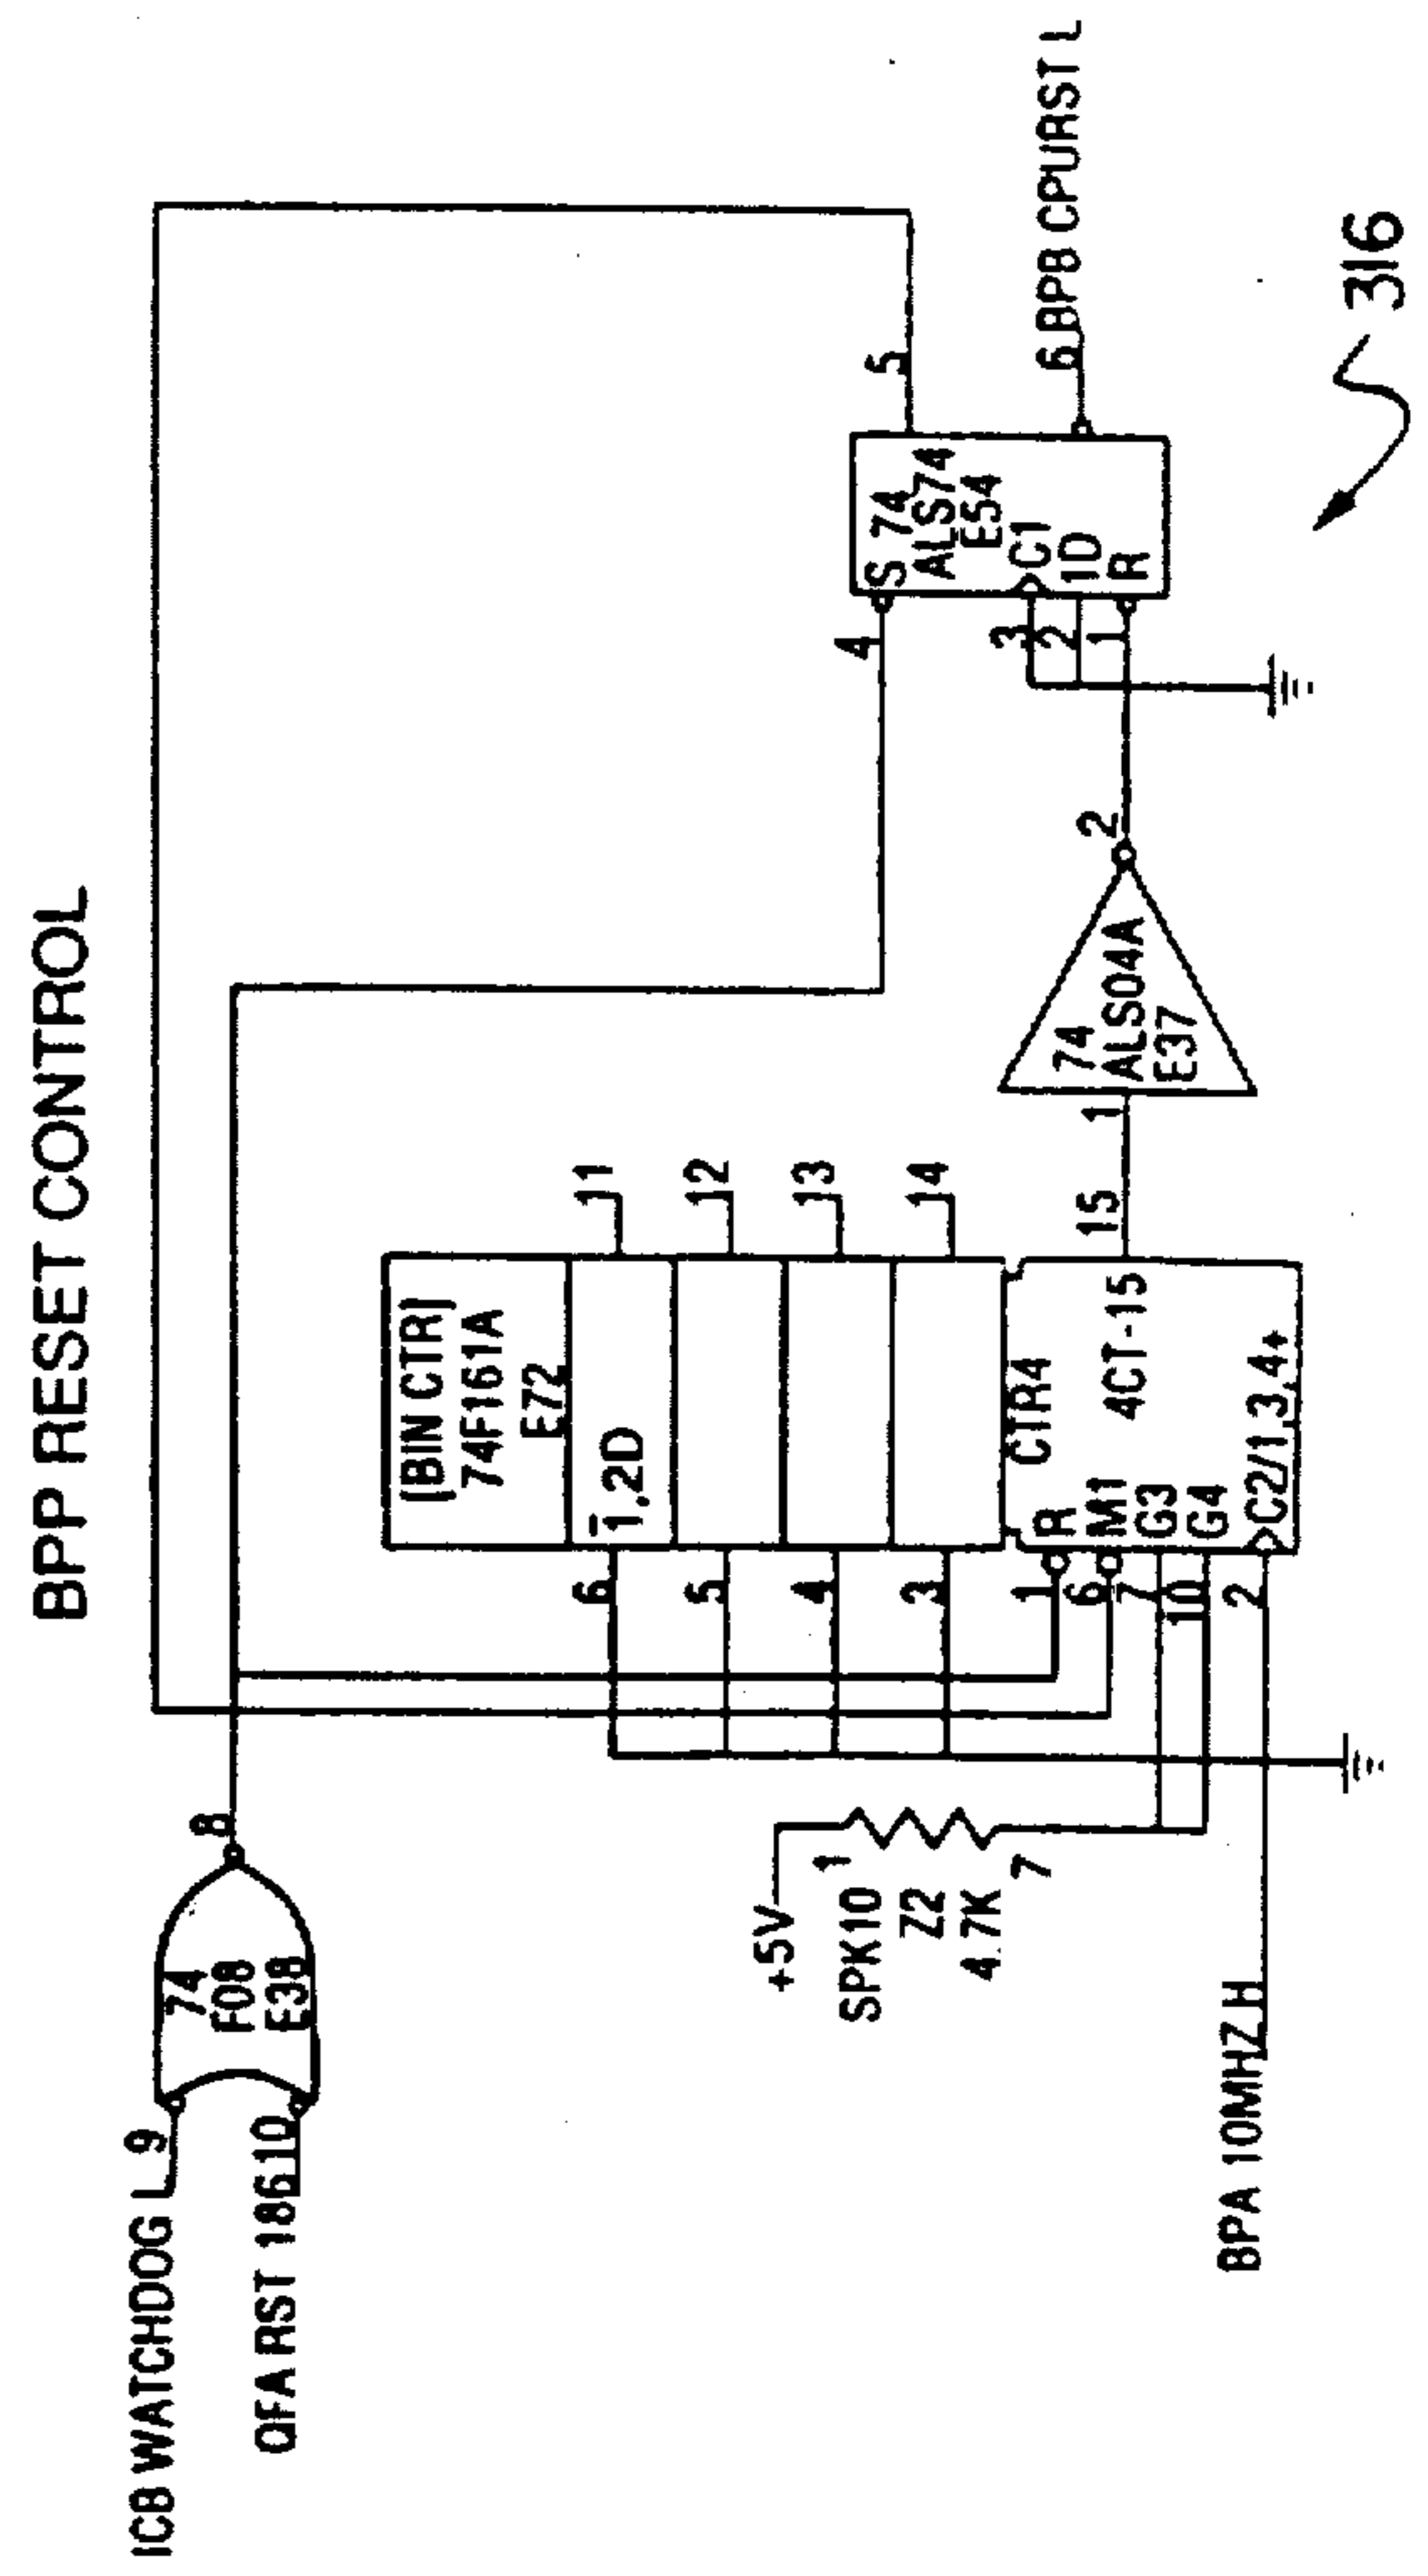 BPP RESET CONTROL
ICB WATCHDOG L 9
QFA RST 186 10
74
F08
E38
8
+5V
1
SPK10
Z2
4.7K
7
BPA 10MHZ H
[BIN CTR]
74F161A
E72
1,2D
6
5
4
3
11
12
13
14
CTR4
1
R
6
M1
7
G3
10
G4
2
C2/1,3,4+
4CT-15
15
1
74
ALS04A
E37
2
4
S
74
ALS74
E54
3
C1
2
1D
1
R
5
6 BPB CPURST L
316